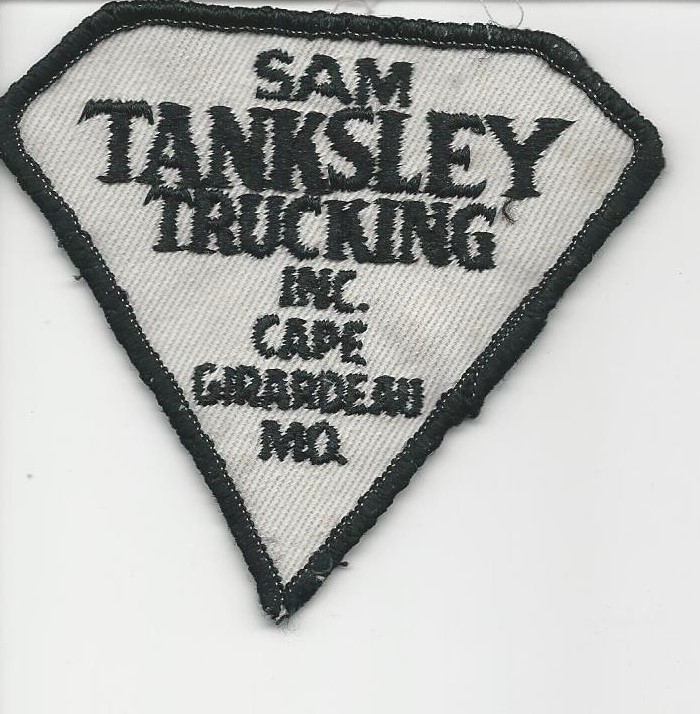 SAM
TANKSLEY
TRUCKING
INC.
CAPE
GIRARDEAU
MO.